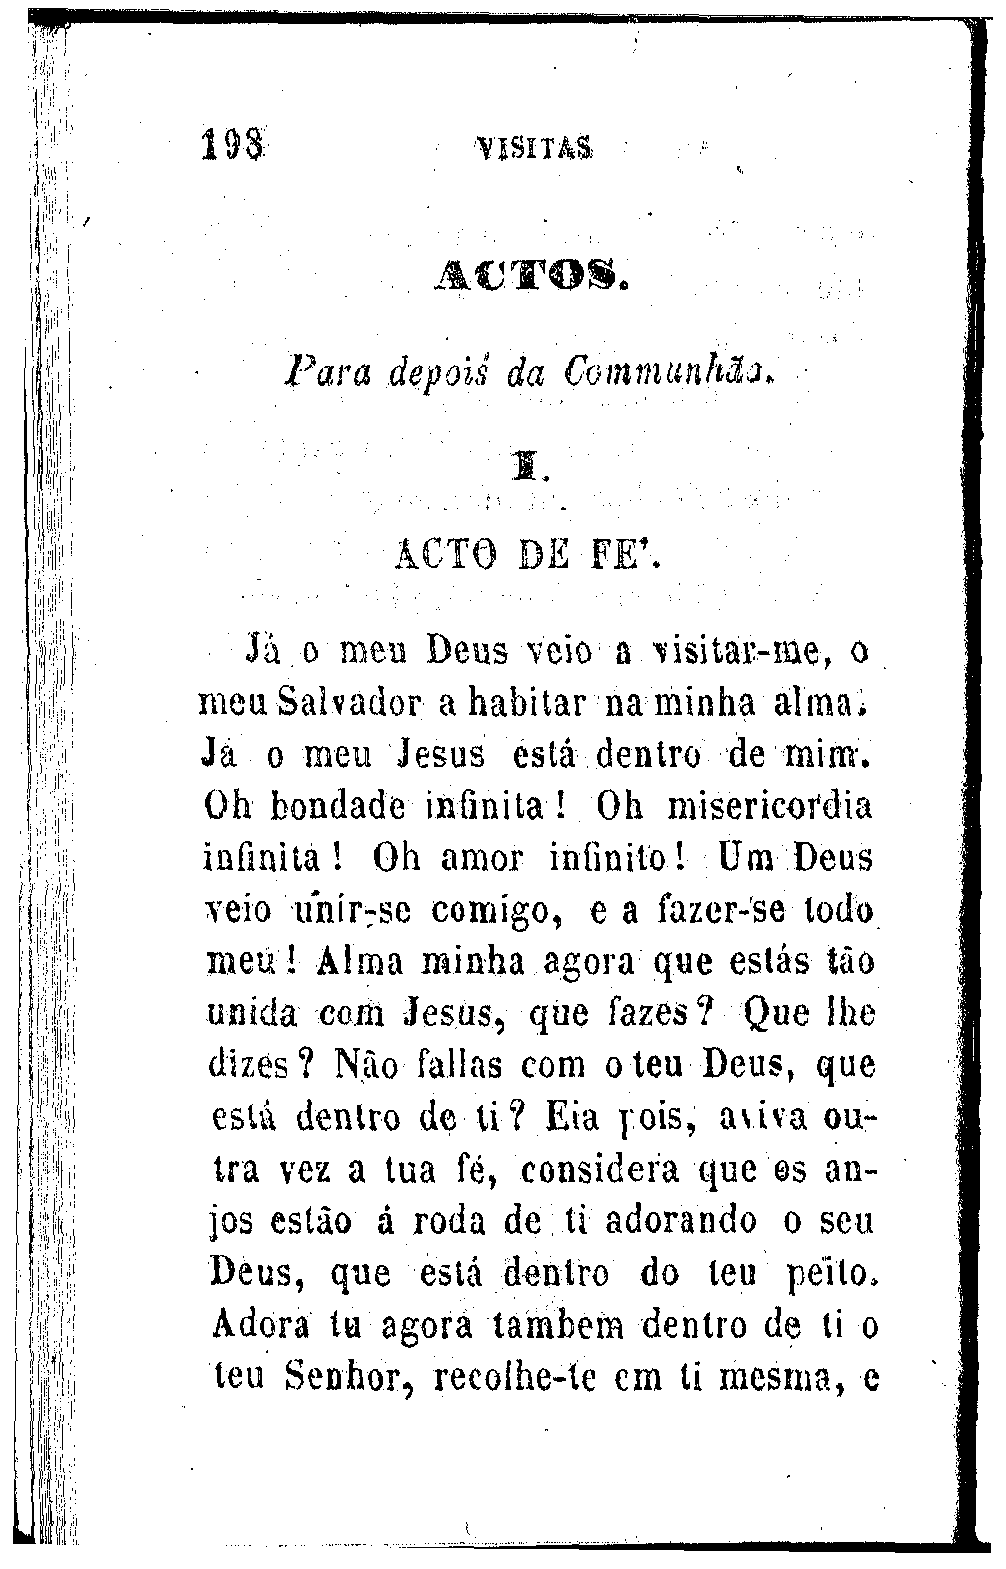 198 VISITAS
ACTOS.
Para depois da Communhão.
I.
ACTO DE FE'.
Já o meu Deus veio a visitar-me, o
meu Salvador a habitar na minha alma.
Já o meu Jesus está dentro de mim.
Oh bondade infinita! Oh misericordia
infinita! Oh amor infinito! Um Deus
veio unir-se comigo, e a fazer-se todo
meu! Alma minha agora que estás tão
unida com Jesus, que fazes? Que lhe
dizes? Não fallas com o teu Deus, que
está dentro de ti? Eia pois, aviva ou-
tra vez a tua fé, considera que os an-
jos estão á roda de ti adorando o seu
Deus, que está dentro do teu peito.
Adora tu agora tambem dentro de ti o
teu Senhor, recolhe-te em ti mesma, e